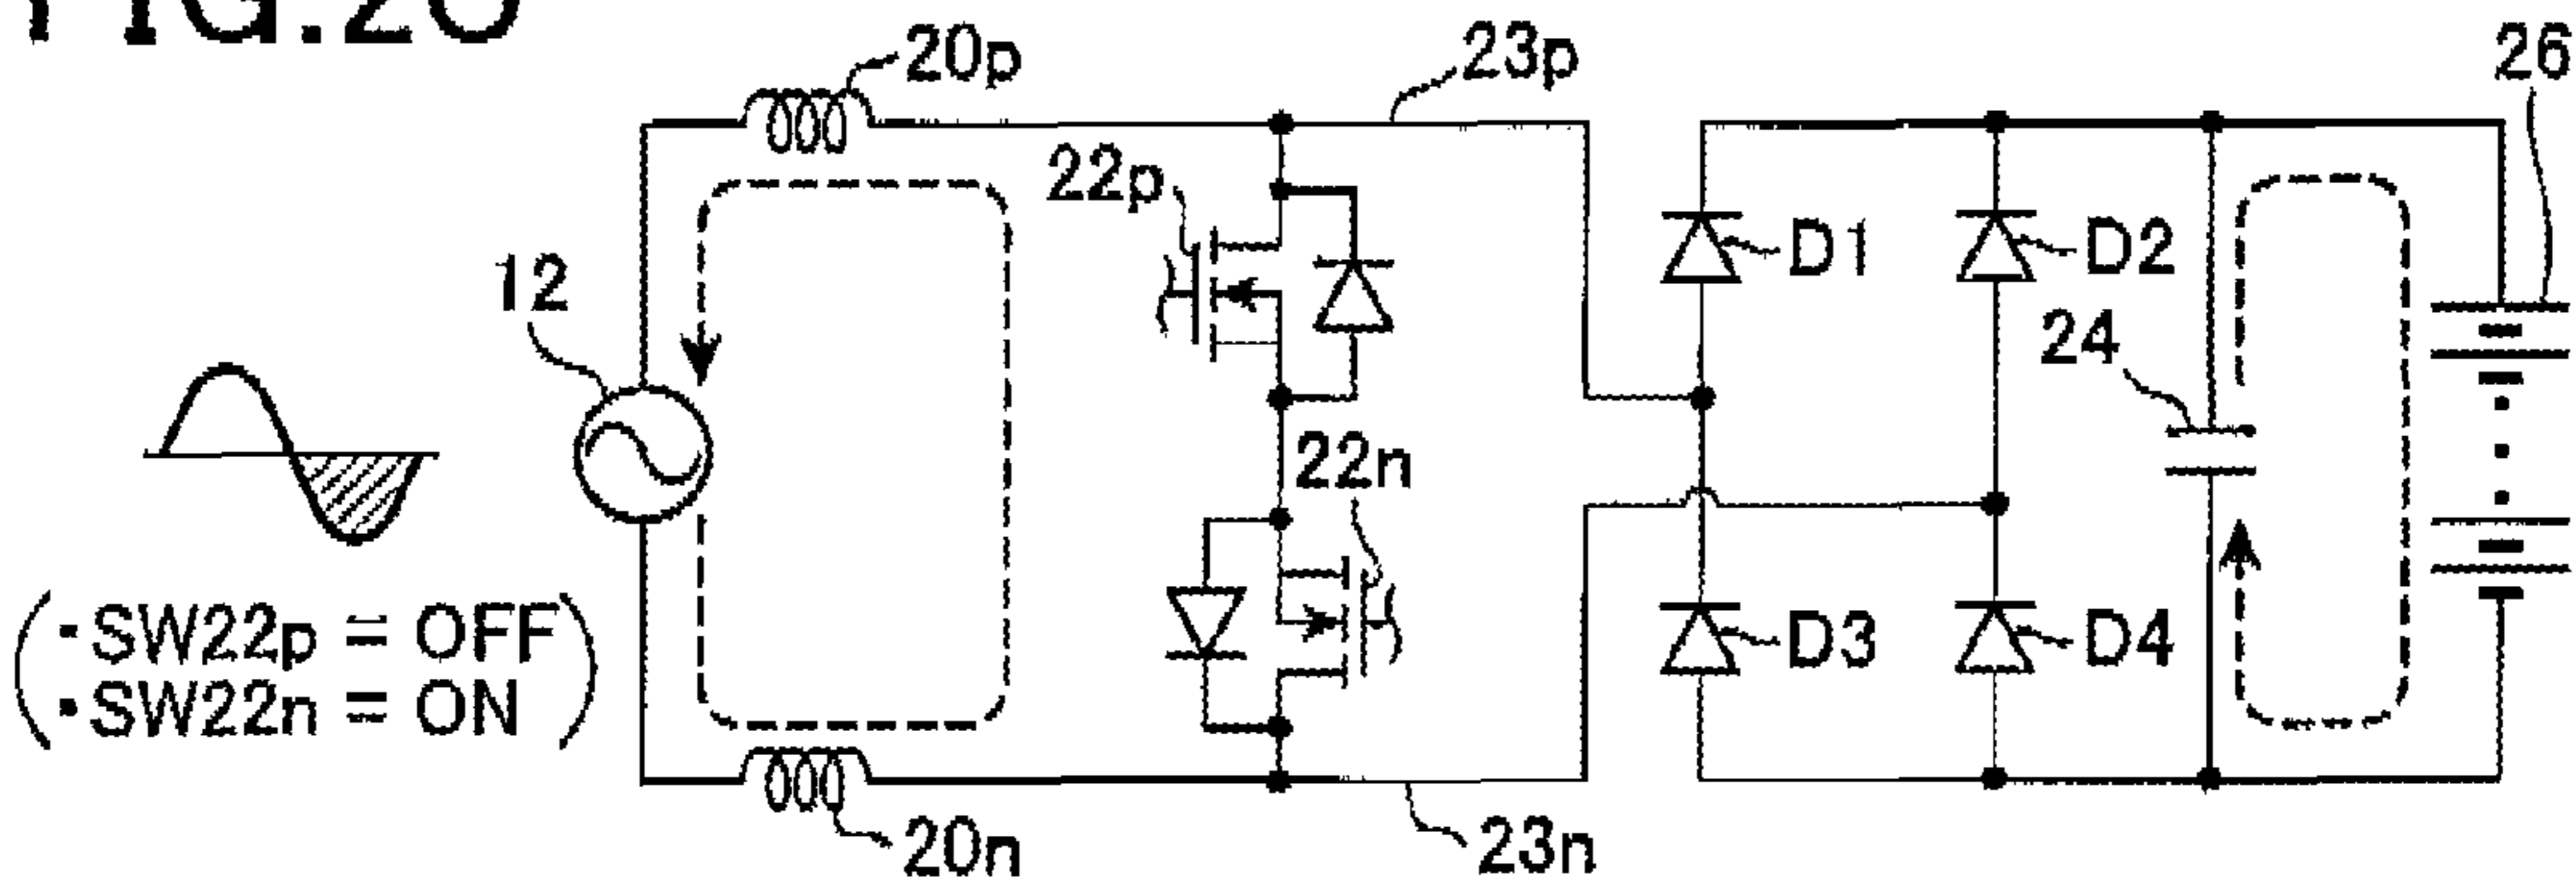 20p
23p
26
22p
D1
D2
12
24
22n
(・SW22p = OFF
・SW22n = ON)
D3
D4
20n
23n